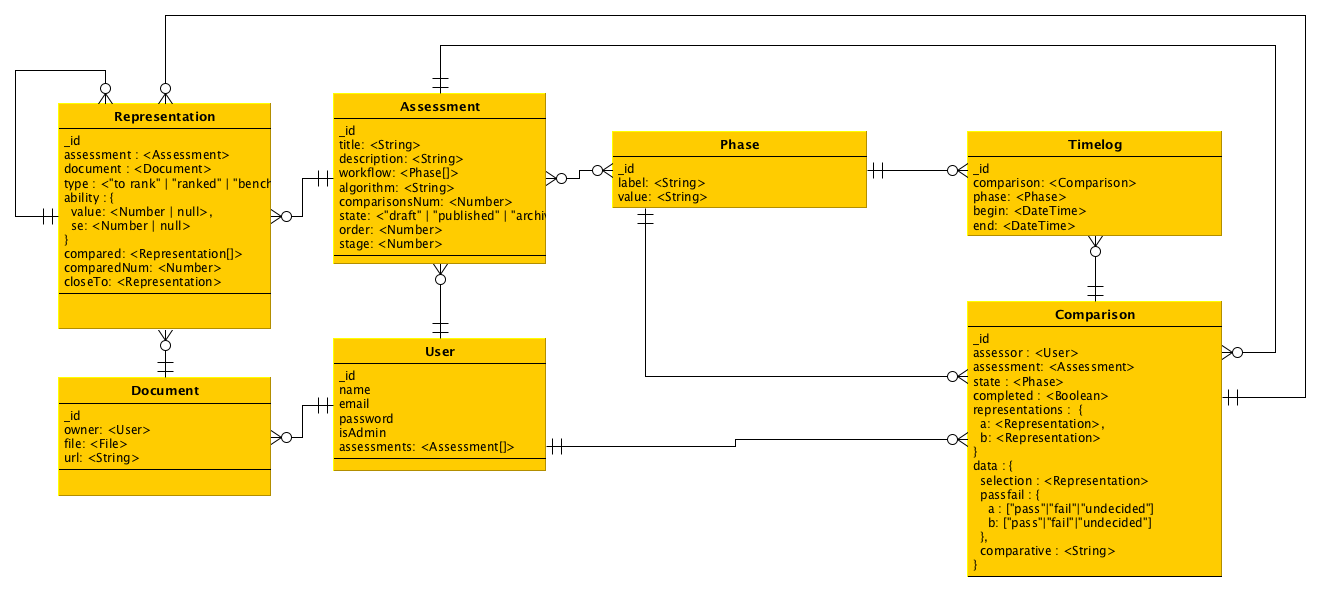 Representation
_id
assessment : <Assessment>
document : <Document>
type : <"to rank" | "ranked" | "bench
ability : {
value: <Number | null>,
se: <Number | null>
}
compared: <Representation[]>
comparedNum: <Number>
closeTo: <Representation>
Assessment
_id
title: <String>
description: <String>
workflow: <Phase[]>
algorithm: <String>
comparisonsNum: <Number>
state: <"draft" | "published" | "archiv
order: <Number>
stage: <Number>
Phase
_id
label: <String>
value: <String>
Timelog
_id
comparison: <Comparison>
phase: <Phase>
begin: <DateTime>
end: <DateTime>
Document
_id
owner: <User>
file: <File>
url: <String>
User
_id
name
email
password
isAdmin
assessments: <Assessment[]>
Comparison
_id
assessor : <User>
assessment: <Assessment>
state : <Phase>
completed : <Boolean>
representations :  {
a: <Representation>,
b: <Representation>
}
data : {
selection : <Representation>
passfail : {
a : ["pass"|"fail"|"undecided"]
b: ["pass"|"fail"|"undecided"]
},
comparative : <String>
}